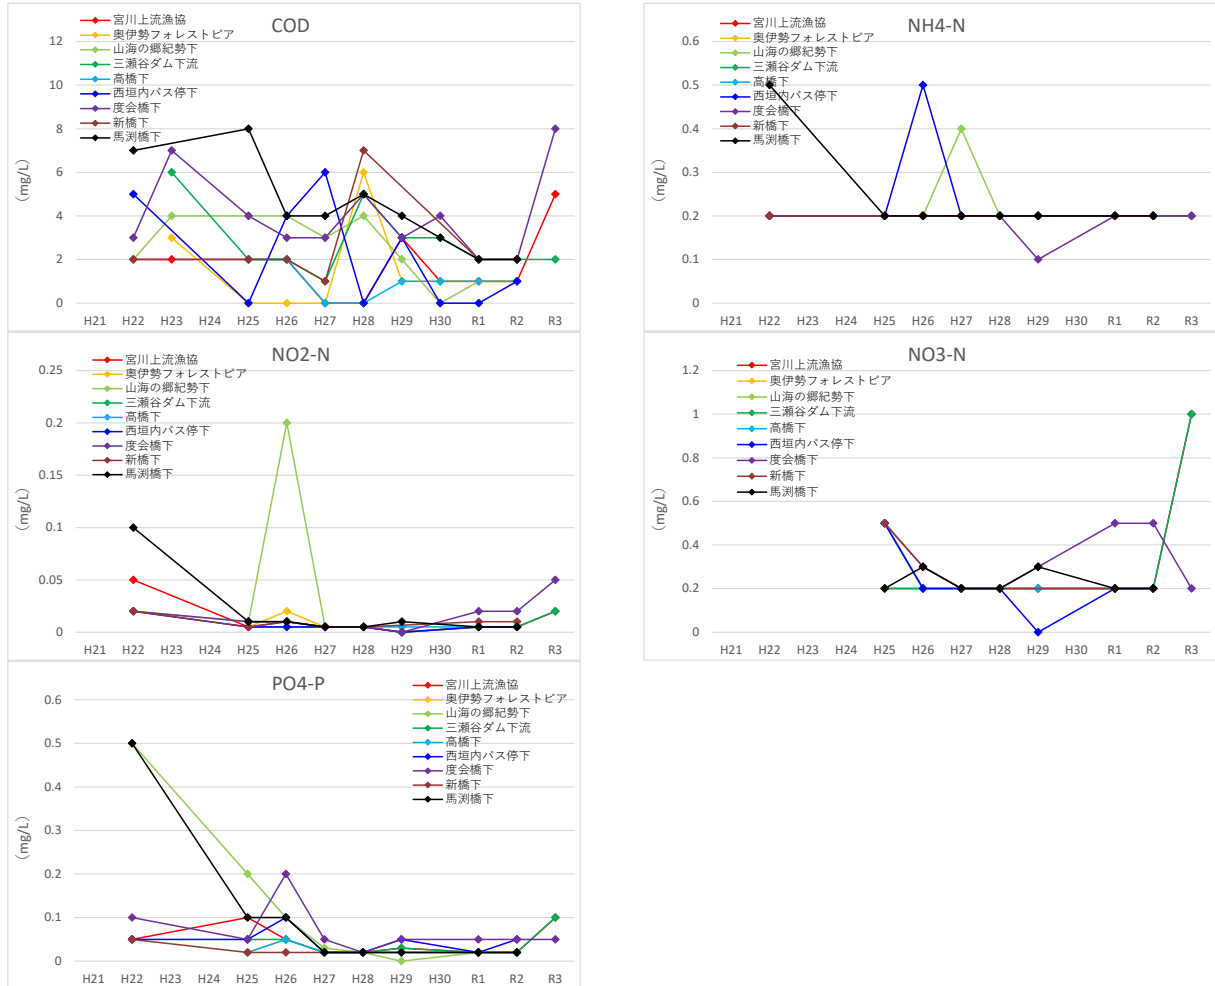 COD
宮川上流漁協
奥伊勢フォレストピア
山海の郷紀勢下
三瀬谷ダム下流
高橋下
西垣内バス停下
度会橋下
新橋下
馬渕橋下
(mg/L)
12
10
8
6
4
2
0
H21 H22 H23 H24 H25 H26 H27 H28 H29 H30 R1 R2 R3
NH4-N
宮川上流漁協
奥伊勢フォレストピア
山海の郷紀勢下
三瀬谷ダム下流
高橋下
西垣内バス停下
度会橋下
新橋下
馬渕橋下
(mg/L)
0.6
0.5
0.4
0.3
0.2
0.1
0
H21 H22 H23 H24 H25 H26 H27 H28 H29 H30 R1 R2 R3
NO2-N
宮川上流漁協
奥伊勢フォレストピア
山海の郷紀勢下
三瀬谷ダム下流
高橋下
西垣内バス停下
度会橋下
新橋下
馬渕橋下
(mg/L)
0.25
0.2
0.15
0.1
0.05
0
H21 H22 H23 H24 H25 H26 H27 H28 H29 H30 R1 R2 R3
NO3-N
宮川上流漁協
奥伊勢フォレストピア
山海の郷紀勢下
三瀬谷ダム下流
高橋下
西垣内バス停下
度会橋下
新橋下
馬渕橋下
(mg/L)
1.2
1
0.8
0.6
0.4
0.2
0
H21 H22 H23 H24 H25 H26 H27 H28 H29 H30 R1 R2 R3
PO4-P
宮川上流漁協
奥伊勢フォレストピア
山海の郷紀勢下
三瀬谷ダム下流
高橋下
西垣内バス停下
度会橋下
新橋下
馬渕橋下
(mg/L)
0.6
0.5
0.4
0.3
0.2
0.1
0
H21 H22 H23 H24 H25 H26 H27 H28 H29 H30 R1 R2 R3